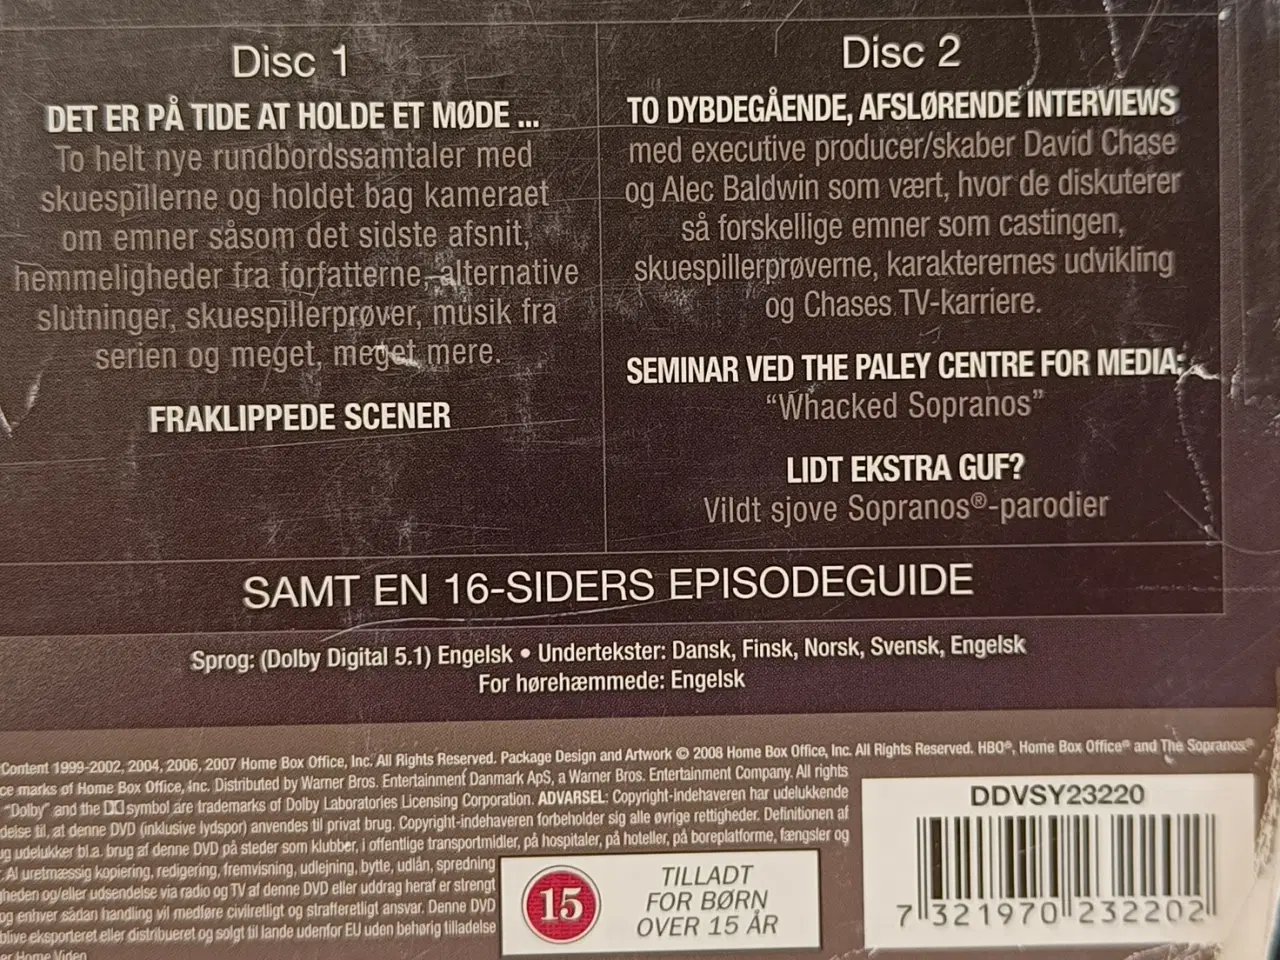 Disc 1
DET ER PÅ TIDE AT HOLDE ET MØDE ...
To helt nye rundbordssamtaler med
skuespillerne og holdet bag kameraet
om emner såsom det sidste afsnit,
hemmeligheder fra forfatterne, alternative
slutninger, skuespillerprøver, musik fra
serien og meget, meget mere.
FRAKLIPPEDE SCENER
Disc 2
TO DYBDEGÅENDE, AFSLØRENDE INTERVIEWS
med executive producer/skaber David Chase
og Alec Baldwin som vært, hvor de diskuterer
så forskellige emner som castingen,
skuespillerprøverne, karakterernes udvikling
og Chases TV-karriere.
SEMINAR VED THE PALEY CENTRE FOR MEDIA:
“Whacked Sopranos”
LIDT EKSTRA GUF?
Vildt sjove Sopranos®-parodier
SAMT EN 16-SIDERS EPISODEGUIDE
Sprog: (Dolby Digital 5.1) Engelsk • Undertekster: Dansk, Finsk, Norsk, Svensk, Engelsk
For hørehæmmede: Engelsk
Content 1999-2002, 2004, 2006, 2007 Home Box Office, Inc. All Rights Reserved. Package Design and Artwork © 2008 Home Box Office, Inc. All Rights Reserved. HBO®, Home Box Office® and The Sopranos®
ce marks of Home Box Office, Inc. Distributed by Warner Bros. Entertainment Danmark ApS, a Warner Bros. Entertainment Company. All rights
"Dolby" and the symbol are trademarks of Dolby Laboratories Licensing Corporation. ADVARSEL: Copyright-indehaveren har udelukkende
delse til, at denne DVD (inklusive lydspor) anvendes til privat brug. Copyright-indehaveren forbeholder sig alle øvrige rettigheder. Definitionen af
ug udelukker bl.a. brug af denne DVD på steder som klubber, i offentlige transportmidler, på hospitaler, på hoteller, på boreplatforme, fængsler og
. Al uretmæssig kopiering, redigering, fremvisning, udlejning, bytte, udlån, spredning
gheden og/eller udsendelse via radio og TV af denne DVD eller uddrag heraf er strengt
og enhver sådan handling vil medføre civilretligt og strafferetligt ansvar. Denne DVD
blive eksporteret eller distribueret og solgt til lande udenfor EU uden behørig tilladelse
er Home Video
15
TILLADT
FOR BØRN
OVER 15 ÅR
DDVSY23220
7 321970 232202